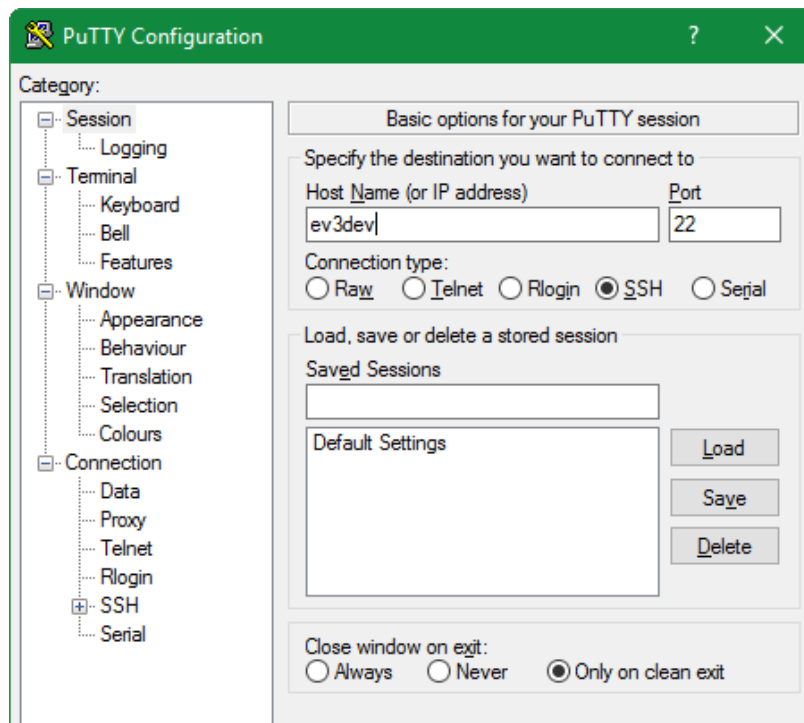 PuTTY Configuration ? ×
Category:
Session
Logging
Terminal
Keyboard
Bell
Features
Window
Appearance
Behaviour
Translation
Selection
Colours
Connection
Data
Proxy
Telnet
Rlogin
SSH
Serial
Basic options for your PuTTY session
Specify the destination you want to connect to
Host Name (or IP address) Port
ev3dev 22
Connection type:
Raw Telnet Rlogin SSH Serial
Load, save or delete a stored session
Saved Sessions
Default Settings
Load
Save
Delete
Close window on exit:
Always Never Only on clean exit